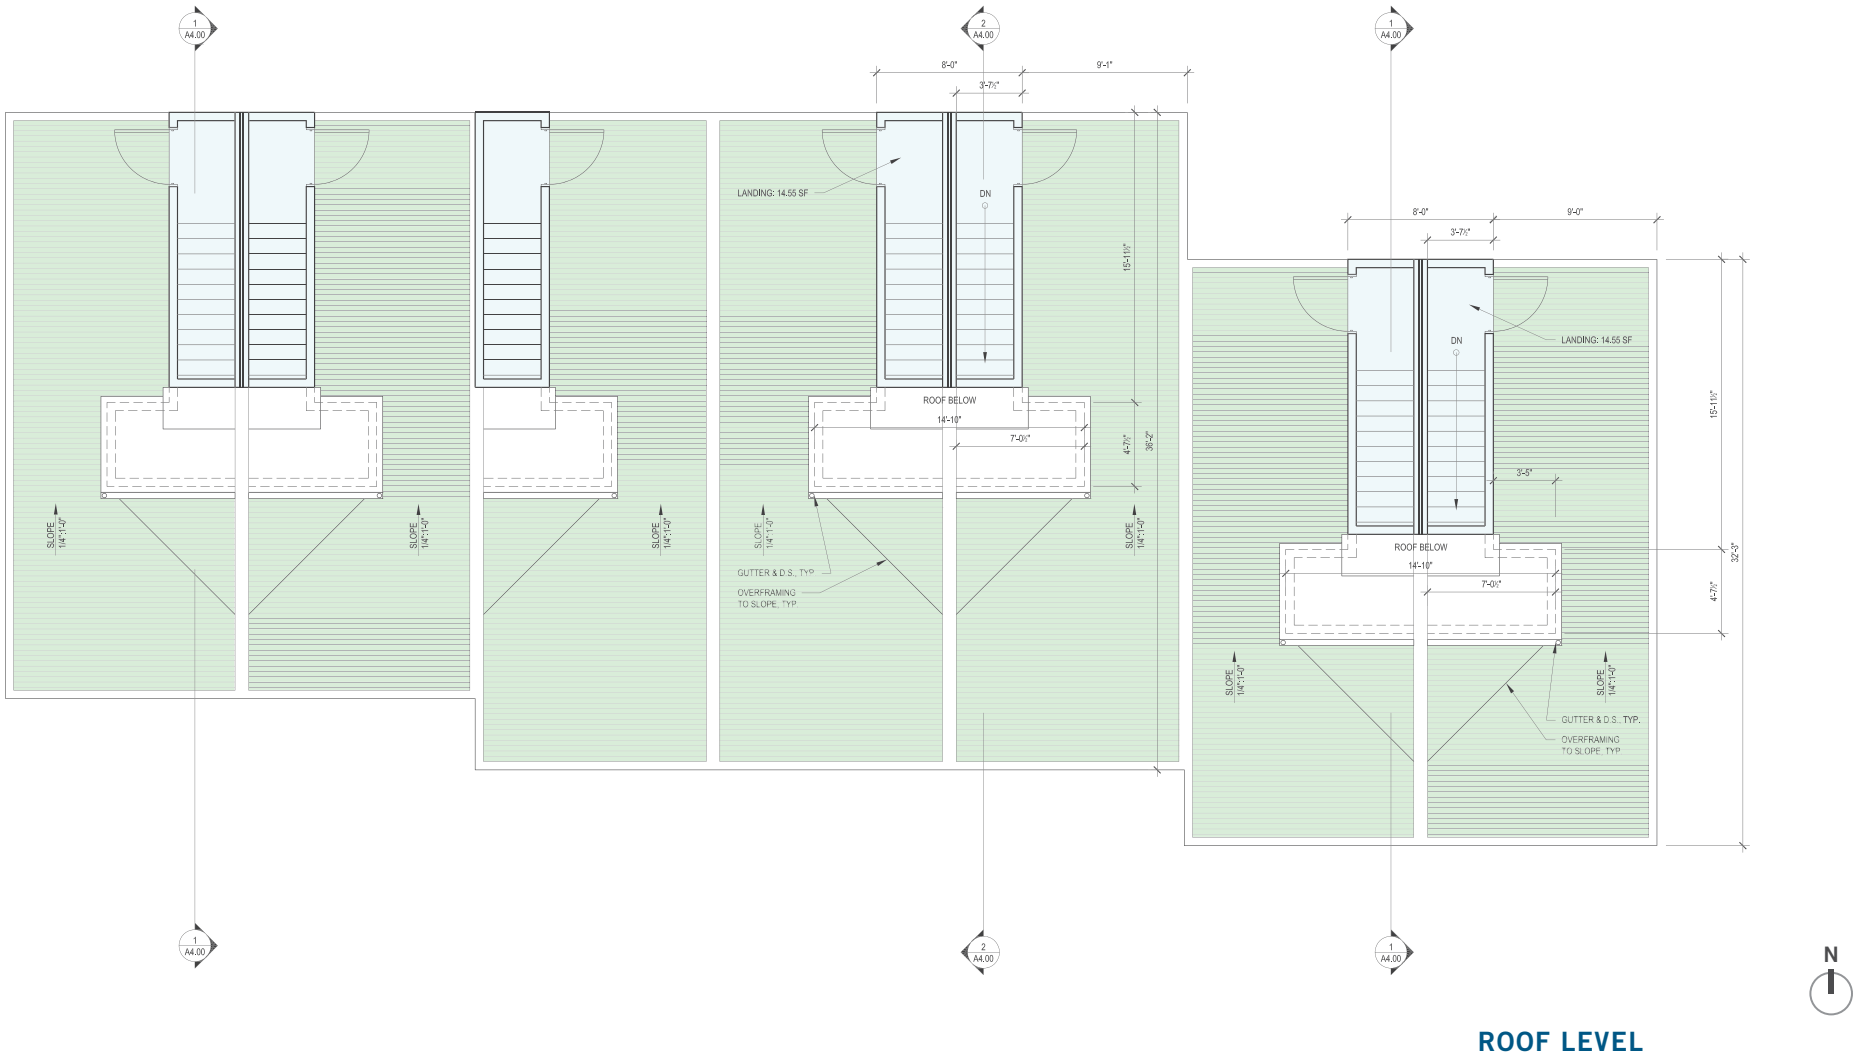 1
A4.00
2
A4.00
1
A4.00
8'-0"
9'-1"
3'-7½"
LANDING: 14.55 SF
DN
15'-11½"
8'-0"
9'-0"
3'-7½"
LANDING: 14.55 SF
DN
15'-11½"
ROOF BELOW
14'-10"
7'-0½"
4'-7½"
36'-2"
3'-5"
SLOPE
1/4":1'-0"
SLOPE
1/4":1'-0"
SLOPE
1/4":1'-0"
SLOPE
1/4":1'-0"
SLOPE
1/4":1'-0"
GUTTER & D.S., TYP.
OVERFRAMING
TO SLOPE, TYP.
ROOF BELOW
14'-10"
7'-0½"
4'-7½"
32'-3"
SLOPE
1/4":1'-0"
SLOPE
1/4":1'-0"
GUTTER & D.S., TYP.
OVERFRAMING
TO SLOPE, TYP
1
A4.00
2
A4.00
1
A4.00
N
ROOF LEVEL